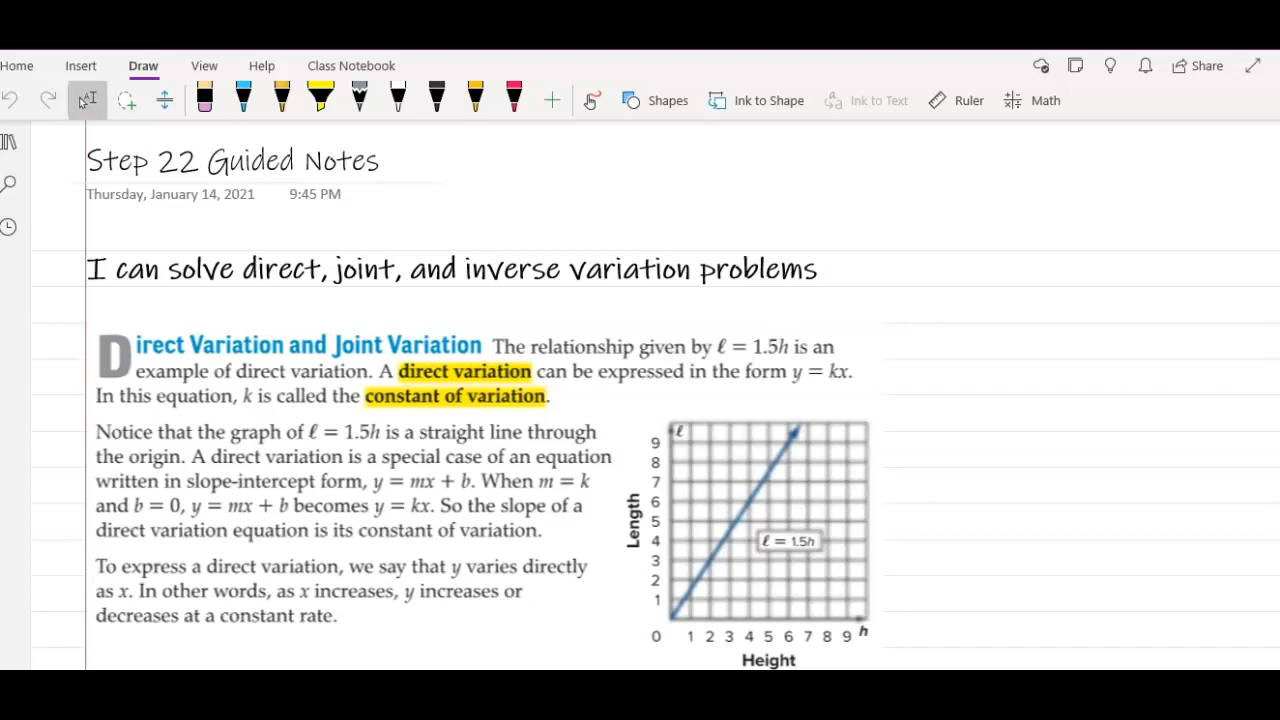 Home Insert Draw View Help Class Notebook Share
Shapes Ink to Shape Ink to Text Ruler Math
Step 22 Guided Notes
Thursday, January 14, 2021 9:45 PM
I can solve direct, joint, and inverse variation problems
Direct Variation and Joint Variation The relationship given by ℓ = 1.5h is an
example of direct variation. A direct variation can be expressed in the form y = kx.
In this equation, k is called the constant of variation.
Notice that the graph of ℓ = 1.5h is a straight line through
the origin. A direct variation is a special case of an equation
written in slope-intercept form, y = mx + b. When m = k
and b = 0, y = mx + b becomes y = kx. So the slope of a
direct variation equation is its constant of variation.
To express a direct variation, we say that y varies directly
as x. In other words, as x increases, y increases or
decreases at a constant rate.
ℓ
9
8
7
6
5
4
3
2
1
Length
ℓ = 1.5h
0 1 2 3 4 5 6 7 8 9 h
Height